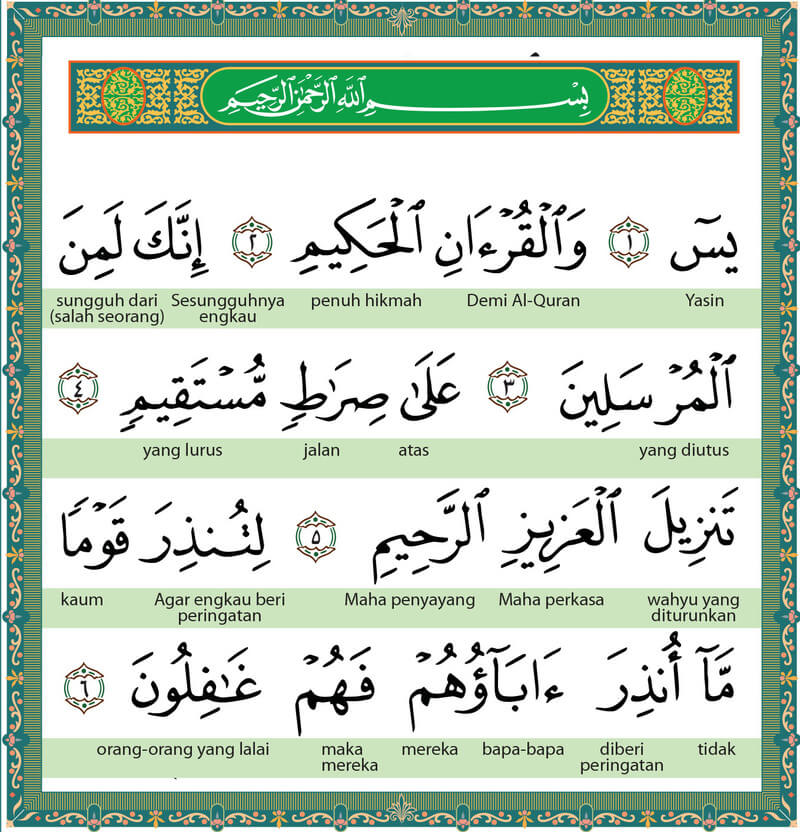 بِسْمِ ٱللَّهِ ٱلرَّحْمَٰنِ ٱلرَّحِيمِ
يسٓ ١ وَٱلْقُرْءَانِ ٱلْحَكِيمِ ٢ إِنَّكَ لَمِنَ
sungguh dari Sesungguhnya penuh hikmah Demi Al-Quran Yasin
(salah seorang) engkau
ٱلْمُرْسَلِينَ ٣ عَلَىٰ صِرَٰطٍ مُّسْتَقِيمٍ ٤
yang lurus jalan atas yang diutus
تَنزِيلَ ٱلْعَزِيزِ ٱلرَّحِيمِ ٥ لِتُنذِرَ قَوْمًا
kaum Agar engkau beri Maha penyayang Maha perkasa wahyu yang
peringatan diturunkan
مَّآ أُنذِرَ ءَابَآؤُهُمْ فَهُمْ غَٰفِلُونَ ٦
orang-orang yang lalai maka mereka bapa-bapa diberi tidak
mereka peringatan